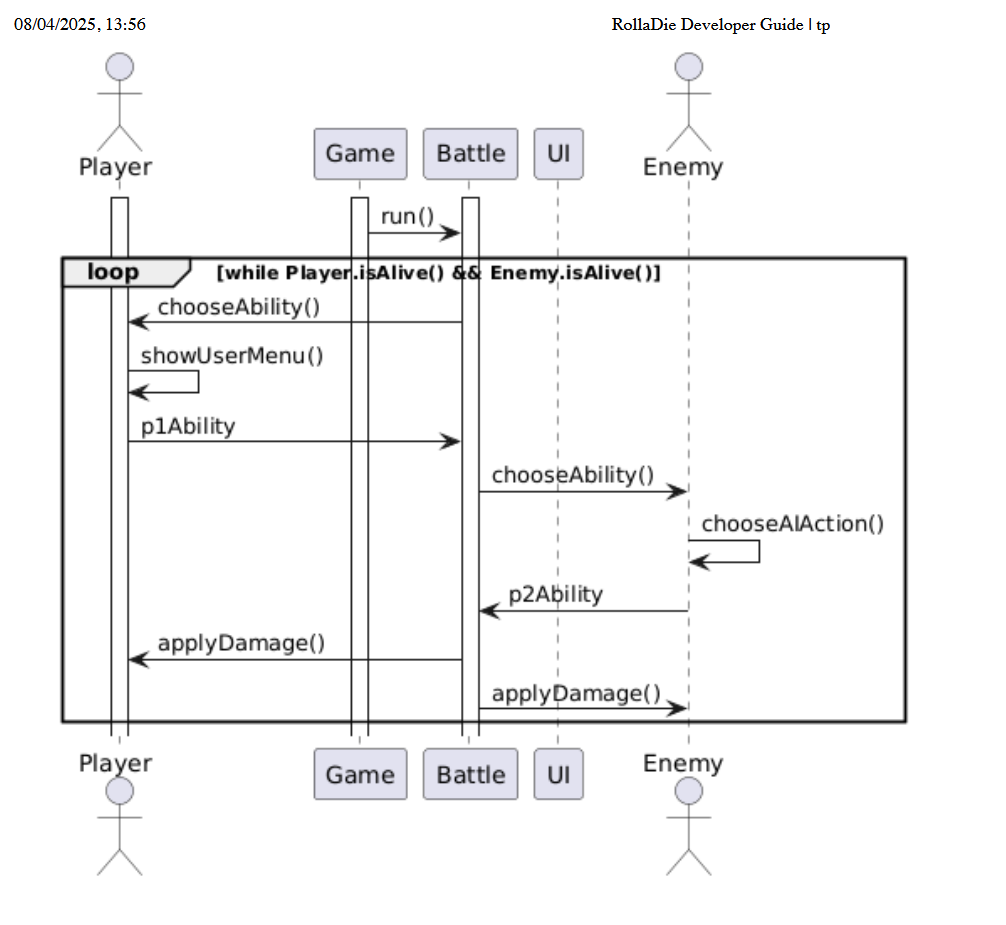 08/04/2025, 13:56 RollaDie Developer Guide | tp
Player Game Battle UI Enemy
run()
loop [while Player.isAlive() && Enemy.isAlive()]
chooseAbility()
showUserMenu()
p1Ability
chooseAbility()
chooseAIAction()
p2Ability
applyDamage()
applyDamage()
Player Game Battle UI Enemy